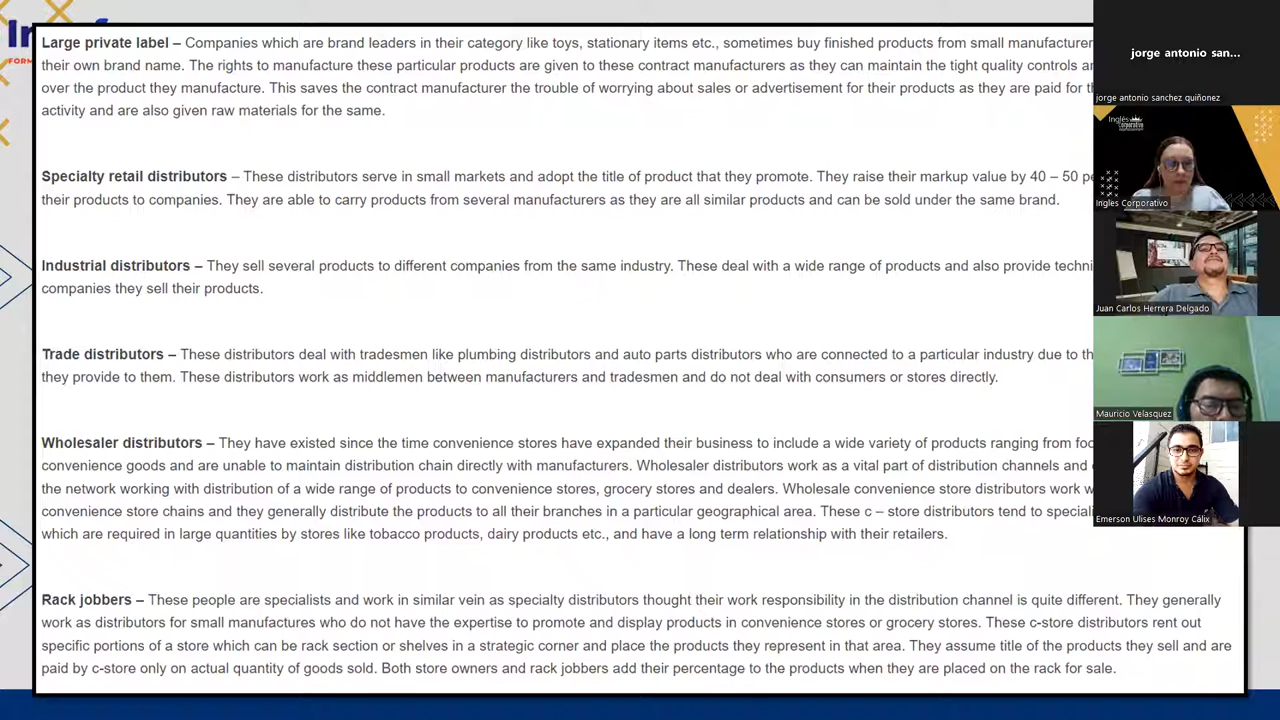 Large private label – Companies which are brand leaders in their category like toys, stationary items etc., sometimes buy finished products from small manufacturer
their own brand name. The rights to manufacture these particular products are given to these contract manufacturers as they can maintain the tight quality controls
over the product they manufacture. This saves the contract manufacturer the trouble of worrying about sales or advertisement for their products as they are paid for
activity and are also given raw materials for the same.
Specialty retail distributors – These distributors serve in small markets and adopt the title of product that they promote. They raise their markup value by 40 – 50
their products to companies. They are able to carry products from several manufacturers as they are all similar products and can be sold under the same brand.
Industrial distributors – They sell several products to different companies from the same industry. These deal with a wide range of products and also provide
companies they sell their products.
Trade distributors – These distributors deal with tradesmen like plumbing distributors and auto parts distributors who are connected to a particular industry due to
they provide to them. These distributors work as middlemen between manufacturers and tradesmen and do not deal with consumers or stores directly.
Wholesaler distributors – They have existed since the time convenience stores have expanded their business to include a wide variety of products ranging from
convenience goods and are unable to maintain distribution chain directly with manufacturers. Wholesaler distributors work as a vital part of distribution channels and
the network working with distribution of a wide range of products to convenience stores, grocery stores and dealers. Wholesale convenience store distributors work
convenience store chains and they generally distribute the products to all their branches in a particular geographical area. These c – store distributors tend to
which are required in large quantities by stores like tobacco products, dairy products etc., and have a long term relationship with their retailers.
Rack jobbers – These people are specialists and work in similar vein as specialty distributors thought their work responsibility in the distribution channel is quite different. They generally
work as distributors for small manufactures who do not have the expertise to promote and display products in convenience stores or grocery stores. These c-store distributors rent out
specific portions of a store which can be rack section or shelves in a strategic corner and place the products they represent in that area. They assume title of the products they sell and are
paid by c-store only on actual quantity of goods sold. Both store owners and rack jobbers add their percentage to the products when they are placed on the rack for sale.
jorge antonio san...
jorge antonio sanchez quiñonez
Inglés
Corporativo
Ingles Corporativo
Juan Carlos Herrera Delgado
Mauricio Velasquez
Emerson Ulises Monroy Cálix